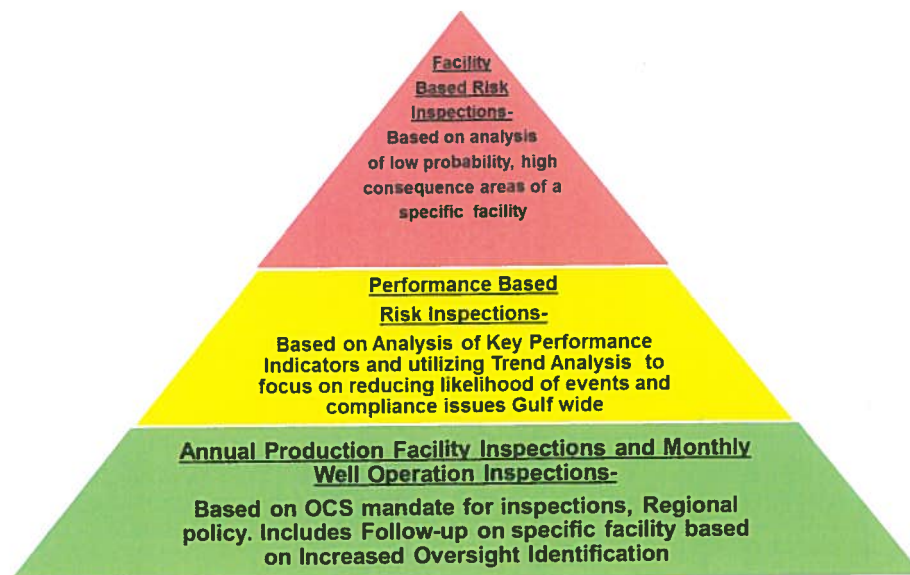 Facility
Based Risk
Inspections-
Based on analysis
of low probability, high
consequence areas of a
specific facility
Performance Based
Risk Inspections-
Based on Analysis of Key Performance
Indicators and utilizing Trend Analysis to
focus on reducing likelihood of events and
compliance issues Gulf wide
Annual Production Facility Inspections and Monthly
Well Operation Inspections-
Based on OCS mandate for inspections, Regional
policy. Includes Follow-up on specific facility based
on Increased Oversight Identification